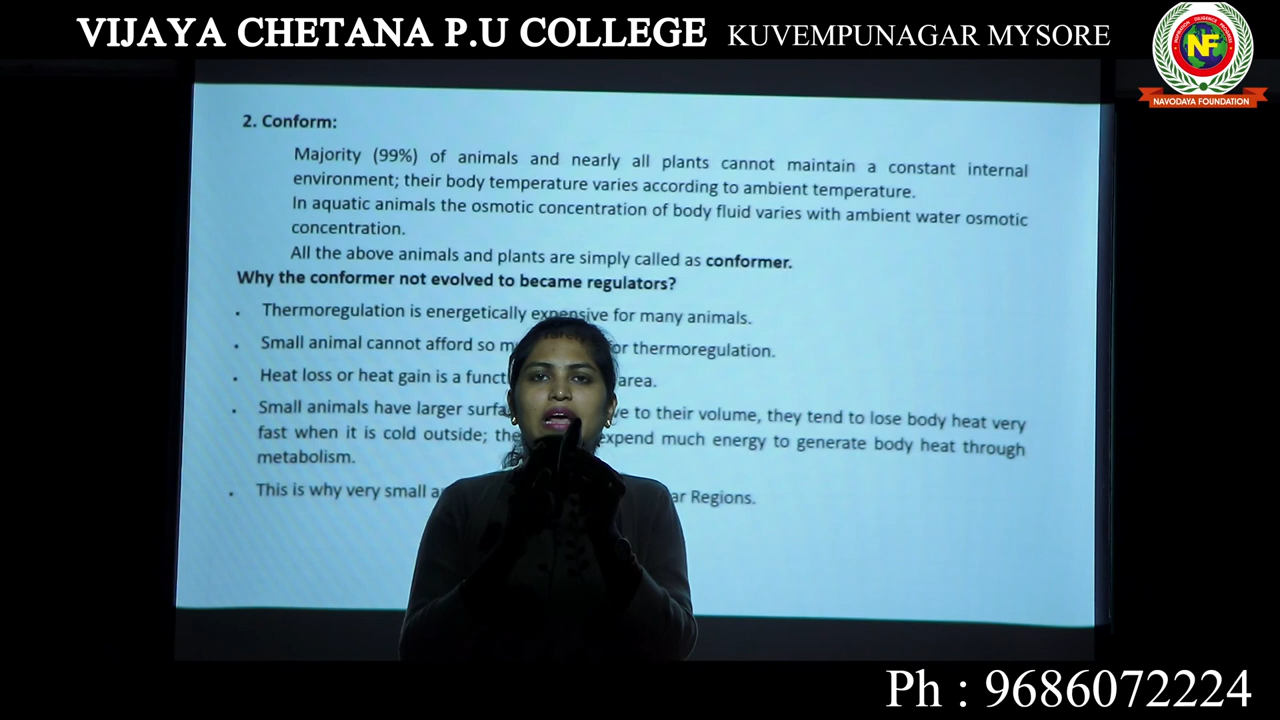 VIJAYA CHETANA P.U COLLEGE KUVEMPUNAGAR MYSORE
NF
NAVODAYA FOUNDATION
2. Conform:
Majority (99%) of animals and nearly all plants cannot maintain a constant internal
environment; their body temperature varies according to ambient temperature.
In aquatic animals the osmotic concentration of body fluid varies with ambient water osmotic
concentration.
All the above animals and plants are simply called as conformer.
Why the conformer not evolved to became regulators?
. Thermoregulation is energetically expensive for many animals.
. Small animal cannot afford so for thermoregulation.
. Heat loss or heat gain is a area.
. Small animals have larger to their volume, they tend to lose body heat very
fast when it is cold outside; expend much energy to generate body heat through
metabolism.
. This is why very small Regions.
Ph : 9686072224